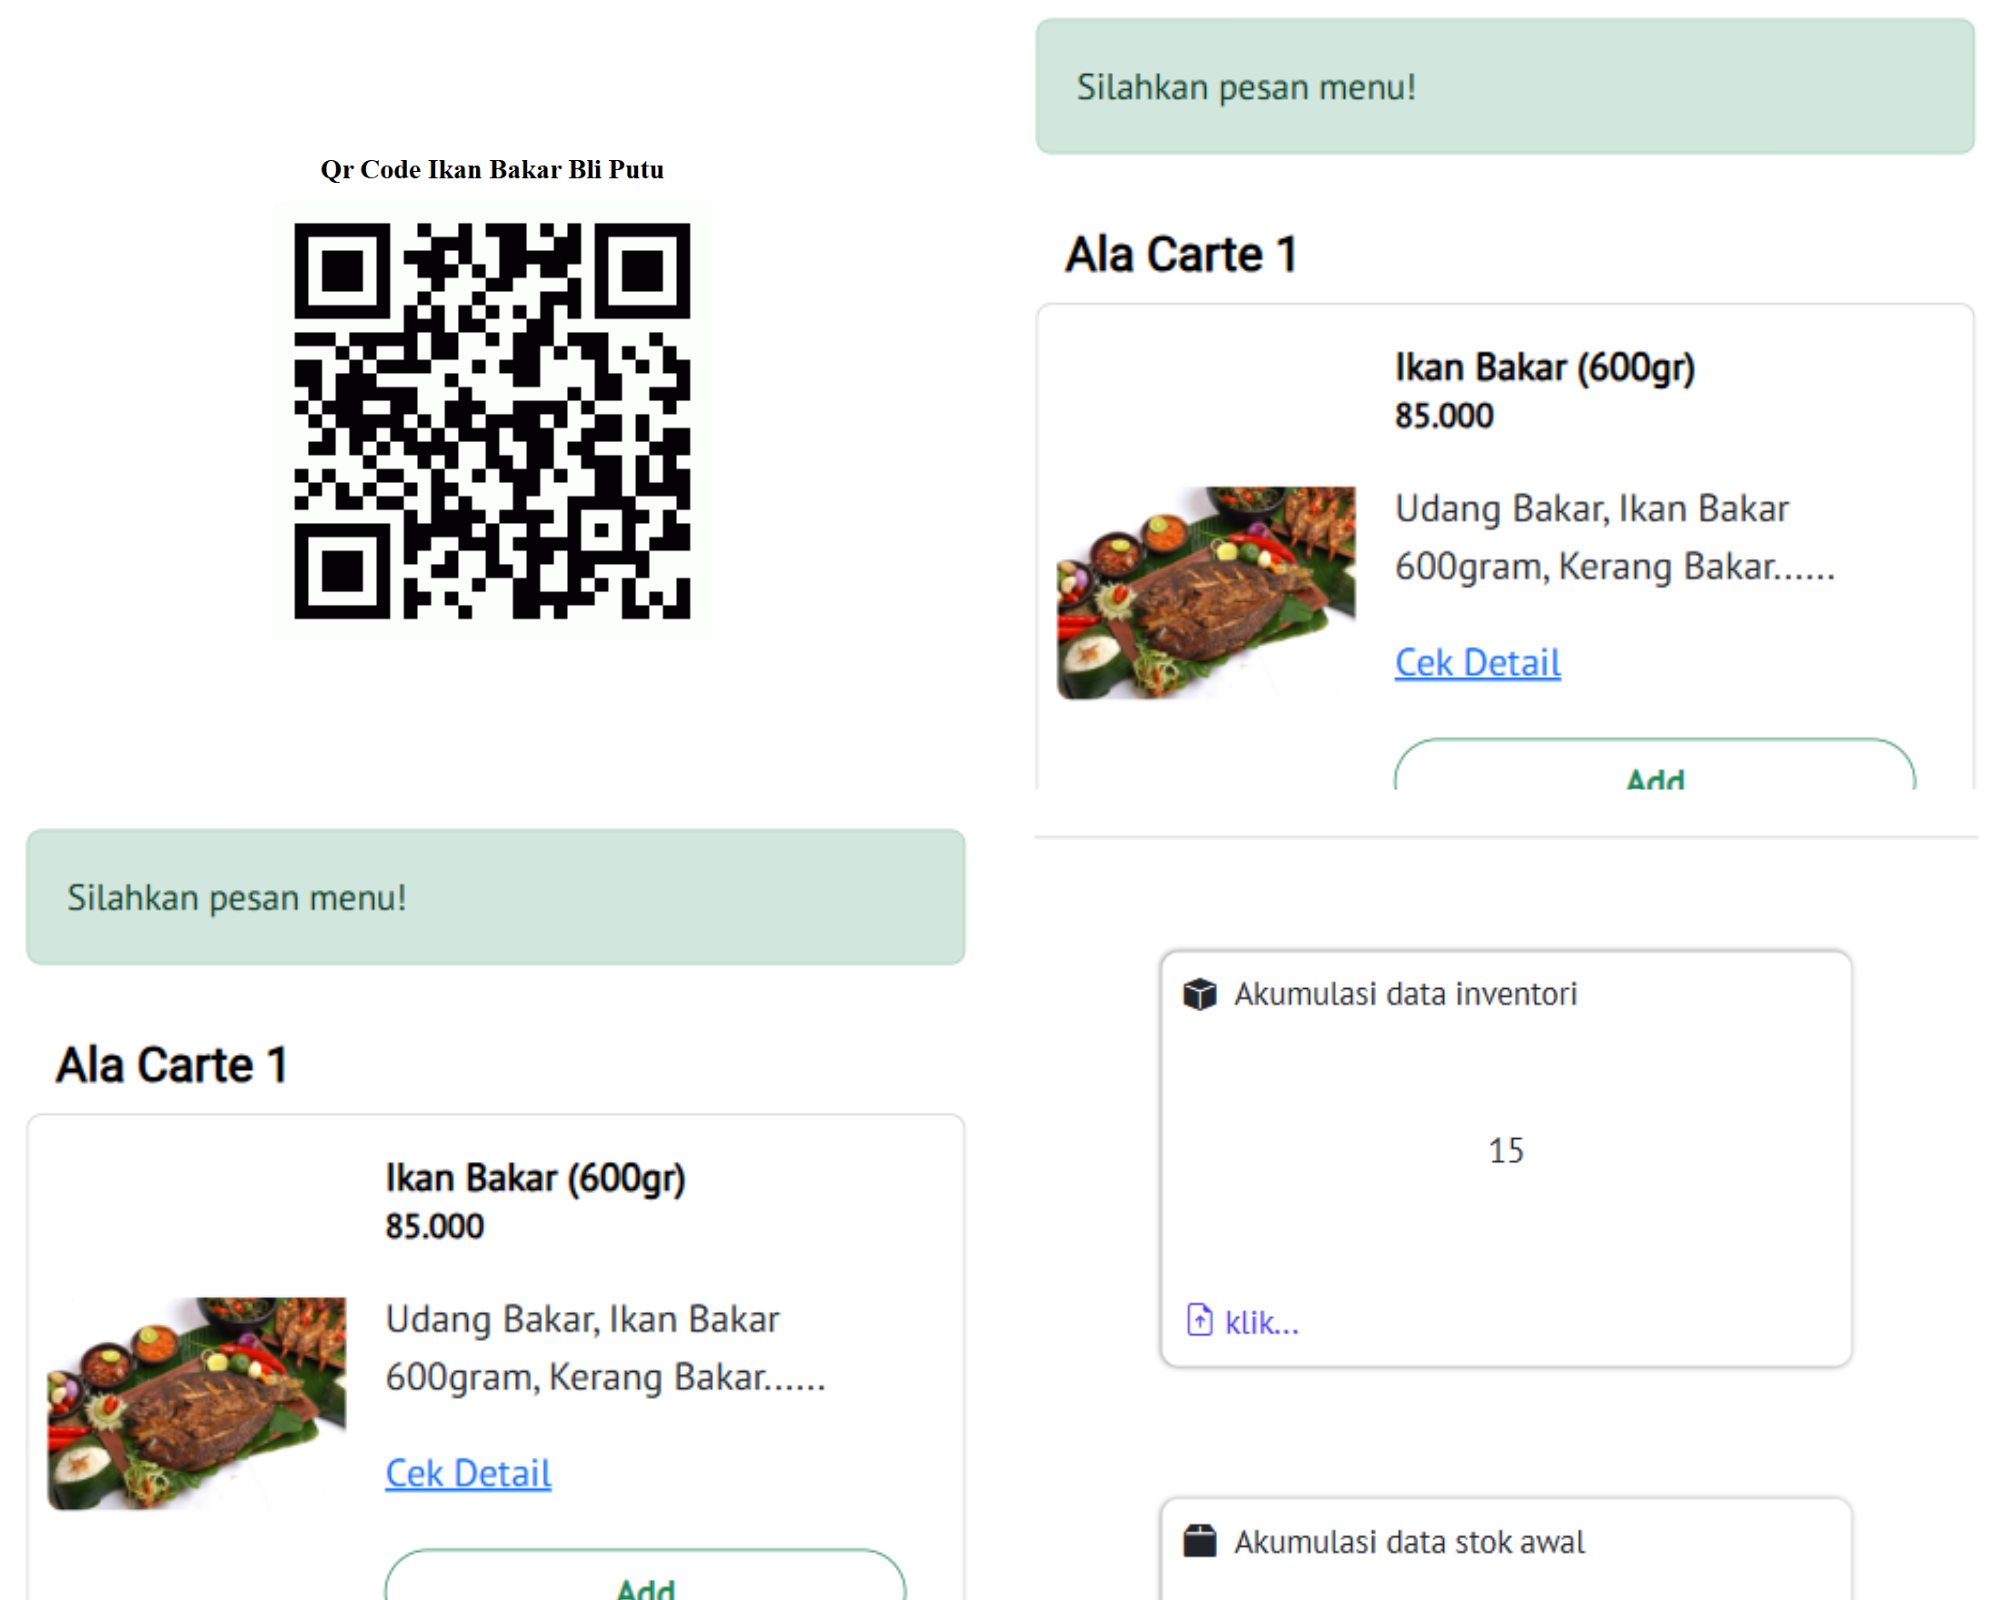 Qr Code Ikan Bakar Bli Putu
Silahkan pesan menu!
Ala Carte 1
Ikan Bakar (600gr)
85.000
Udang Bakar, Ikan Bakar
600gram, Kerang Bakar......
Cek Detail
Add
Silahkan pesan menu!
Ala Carte 1
Ikan Bakar (600gr)
85.000
Udang Bakar, Ikan Bakar
600gram, Kerang Bakar......
Cek Detail
Add
Akumulasi data inventori
15
klik...
Akumulasi data stok awal